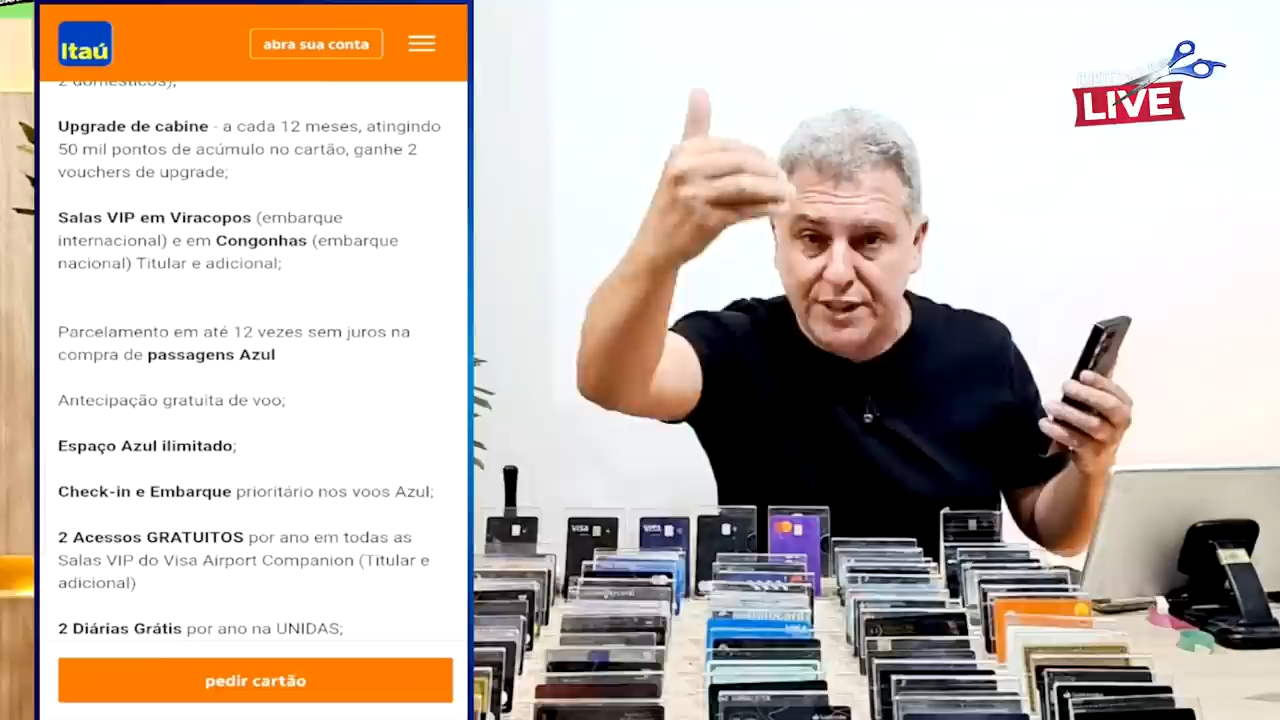 Itaú
abra sua conta
2 domésticos);
Upgrade de cabine - a cada 12 meses, atingindo
50 mil pontos de acúmulo no cartão, ganhe 2
vouchers de upgrade;
Salas VIP em Viracopos (embarque
internacional) e em Congonhas (embarque
nacional) Titular e adicional;
Parcelamento em até 12 vezes sem juros na
compra de passagens Azul
Antecipação gratuita de voo;
Espaço Azul ilimitado;
Check-in e Embarque prioritário nos voos Azul;
2 Acessos GRATUITOS por ano em todas as
Salas VIP do Visa Airport Companion (Titular e
adicional)
2 Diárias Grátis por ano na UNIDAS;
pedir cartão
LIVE
VISA